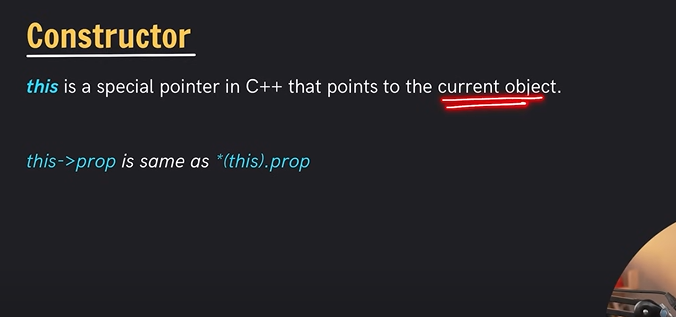 Constructor
this is a special pointer in C++ that points to the current object.
this->prop is same as *(this).prop